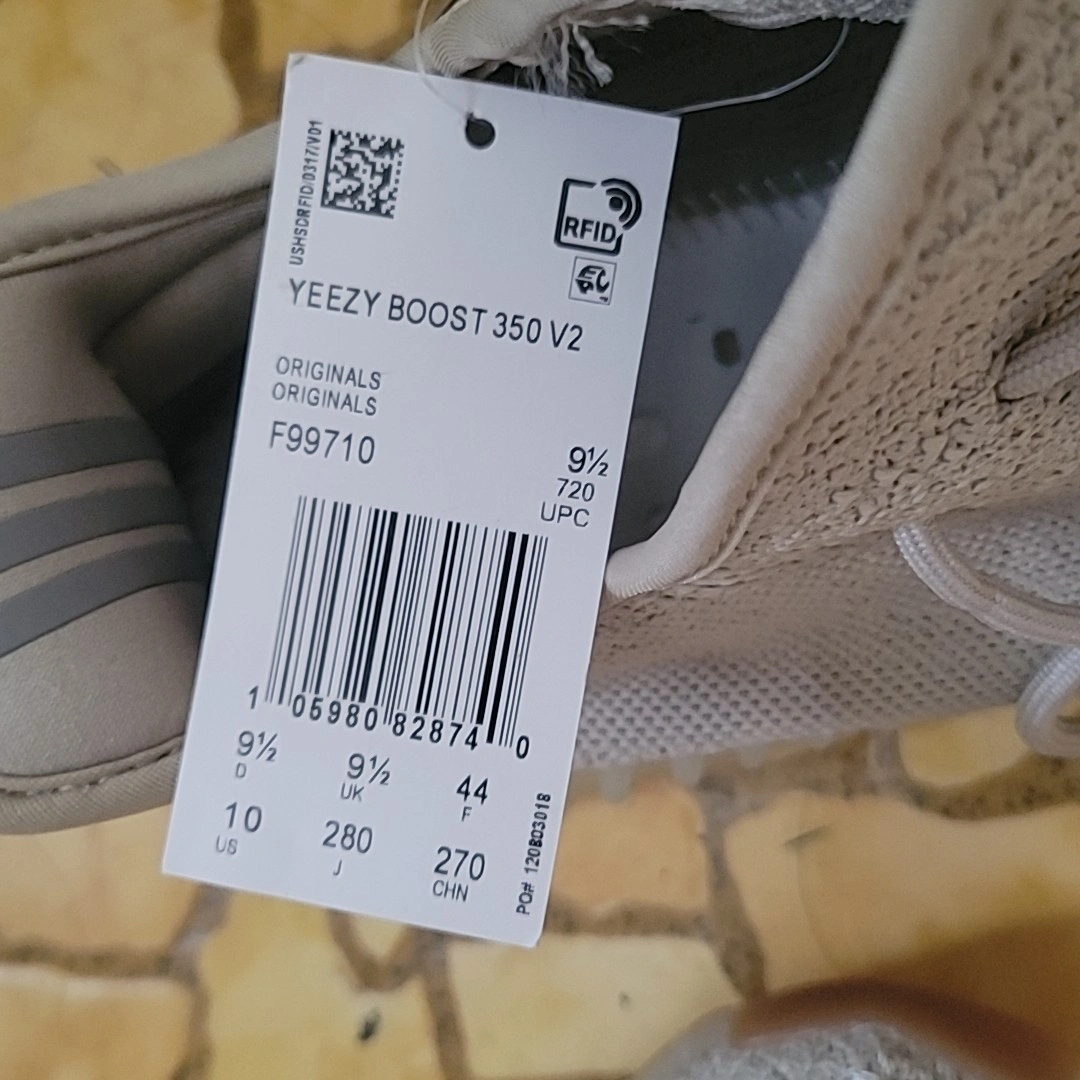 USHSDRFID/0317/V01
RFID
YEEZY BOOST 350 V2
ORIGINALS
ORIGINALS
F99710
9½
720
UPC
1 05980 82874 0
9½ 9½ 44
D UK F
10 280 270
US J CHN
PO# 120803018